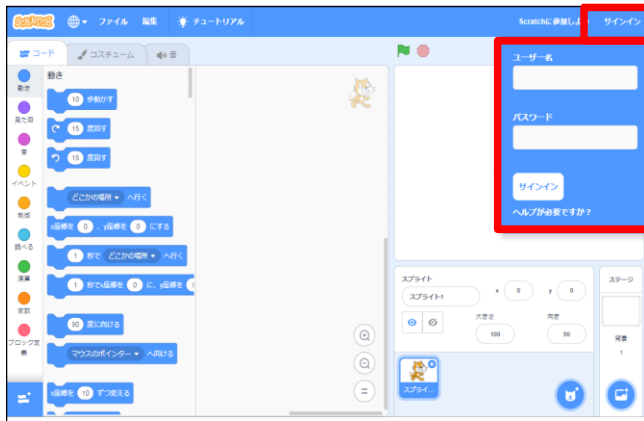 SCRATCH
ファイル 編集 チュートリアル Scratchに参加しよう サインイン
コード コスチューム 音
動き
見た目
音
イベント
制御
調べる
演算
変数
ブロック定義
動き
10 歩動かす
15 度回す
15 度回す
どこかの場所 へ行く
x座標を 0 、y座標を 0 にする
1 秒で どこかの場所 へ行く
1 秒でx座標を 0 に、y座標を
90 度に向ける
マウスのポインター へ向ける
x座標を 10 ずつ変える
ユーザー名
パスワード
サインイン
ヘルプが必要ですか？
スプライト
スプライト1 x 0 y 0
大きさ 向き
100 90
スプライ...
ステージ
背景
1